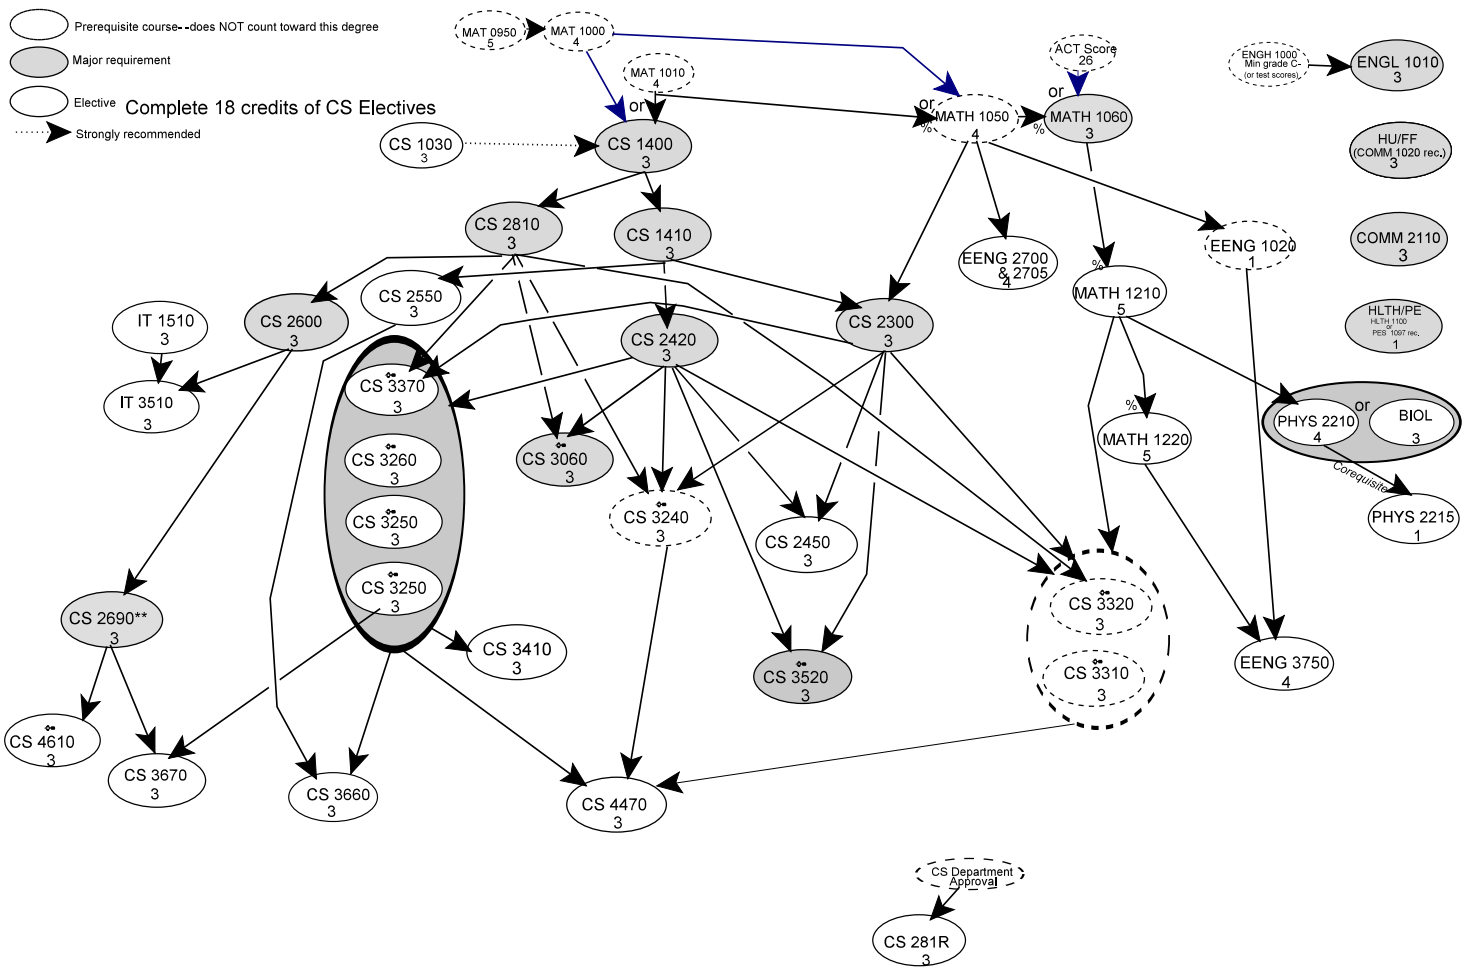 Prerequisite course--does NOT count toward this degree
Major requirement
Elective
Complete 18 credits of CS Electives
Strongly recommended
MAT 0950
5
MAT 1000
4
MAT 1010
4
or
ACT Score
26
ENGH 1000
Min grade C-
(or test scores)
ENGL 1010
3
or
%
MATH 1050
4
or
%
MATH 1060
3
CS 1030
3
CS 1400
3
HU/FF
(COMM 1020 rec.)
3
CS 2810
3
CS 1410
3
EENG 2700
& 2705
4
EENG 1020
1
COMM 2110
3
%
MATH 1210
5
CS 2550
3
IT 1510
3
CS 2600
3
CS 2420
3
CS 2300
3
HLTH/PE
HLTH 1100
or
PES 1097 rec.
1
IT 3510
3
CS 3370
3
CS 3260
3
CS 3250
3
CS 3250
3
CS 3060
3
CS 3240
3
CS 2450
3
%
MATH 1220
5
PHYS 2210
4
or
BIOL
3
Corequisite
PHYS 2215
1
CS 2690**
3
CS 3410
3
CS 3520
3
CS 3320
3
CS 3310
3
EENG 3750
4
CS 4610
3
CS 3670
3
CS 3660
3
CS 4470
3
CS Department
Approval
CS 281R
3